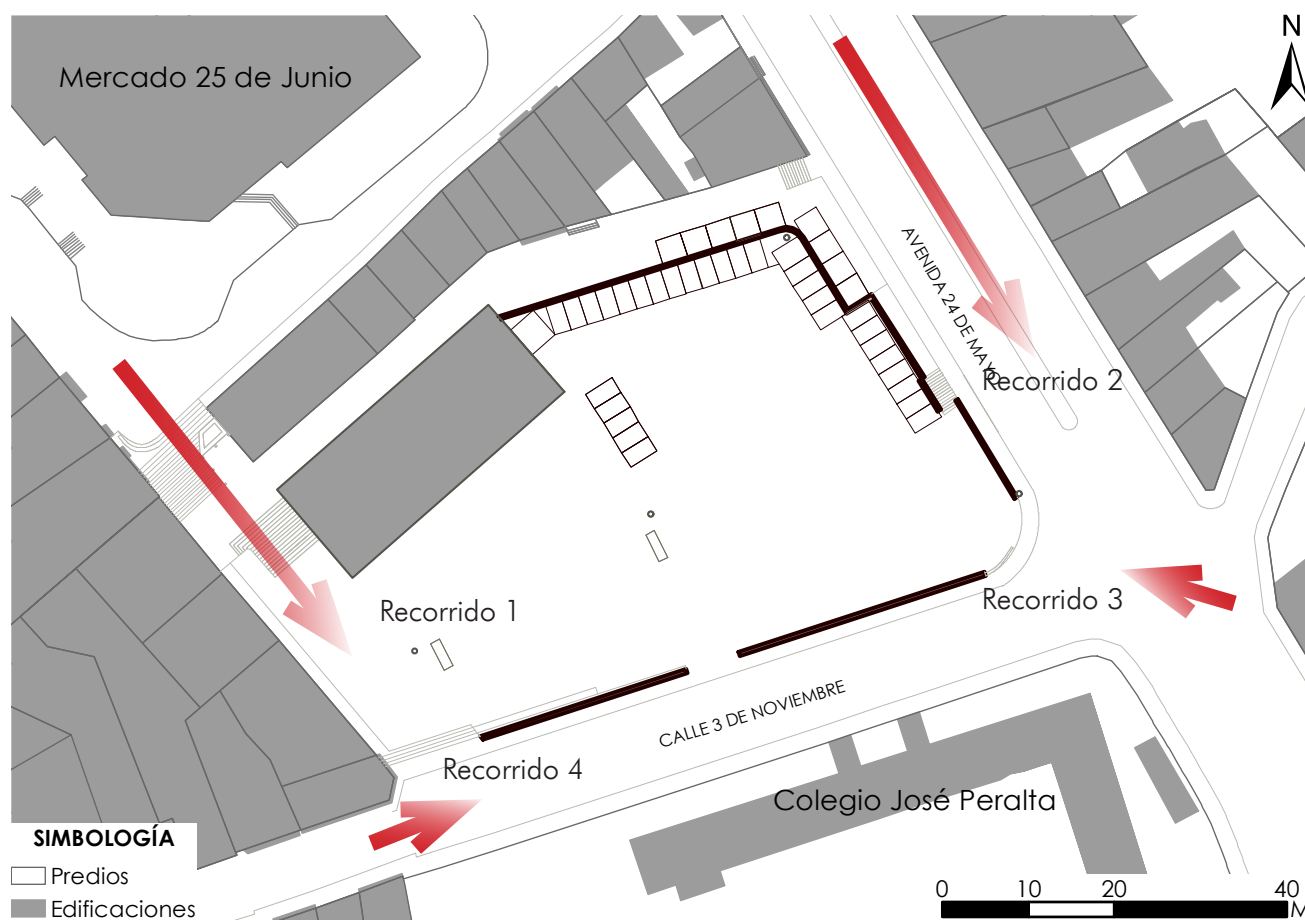 Mercado 25 de Junio
N
AVENIDA 24 DE MAYO
Recorrido 2
Recorrido 1
Recorrido 3
CALLE 3 DE NOVIEMBRE
Recorrido 4
Colegio José Peralta
SIMBOLOGÍA
Predios
Edificaciones
0 10 20 40
M